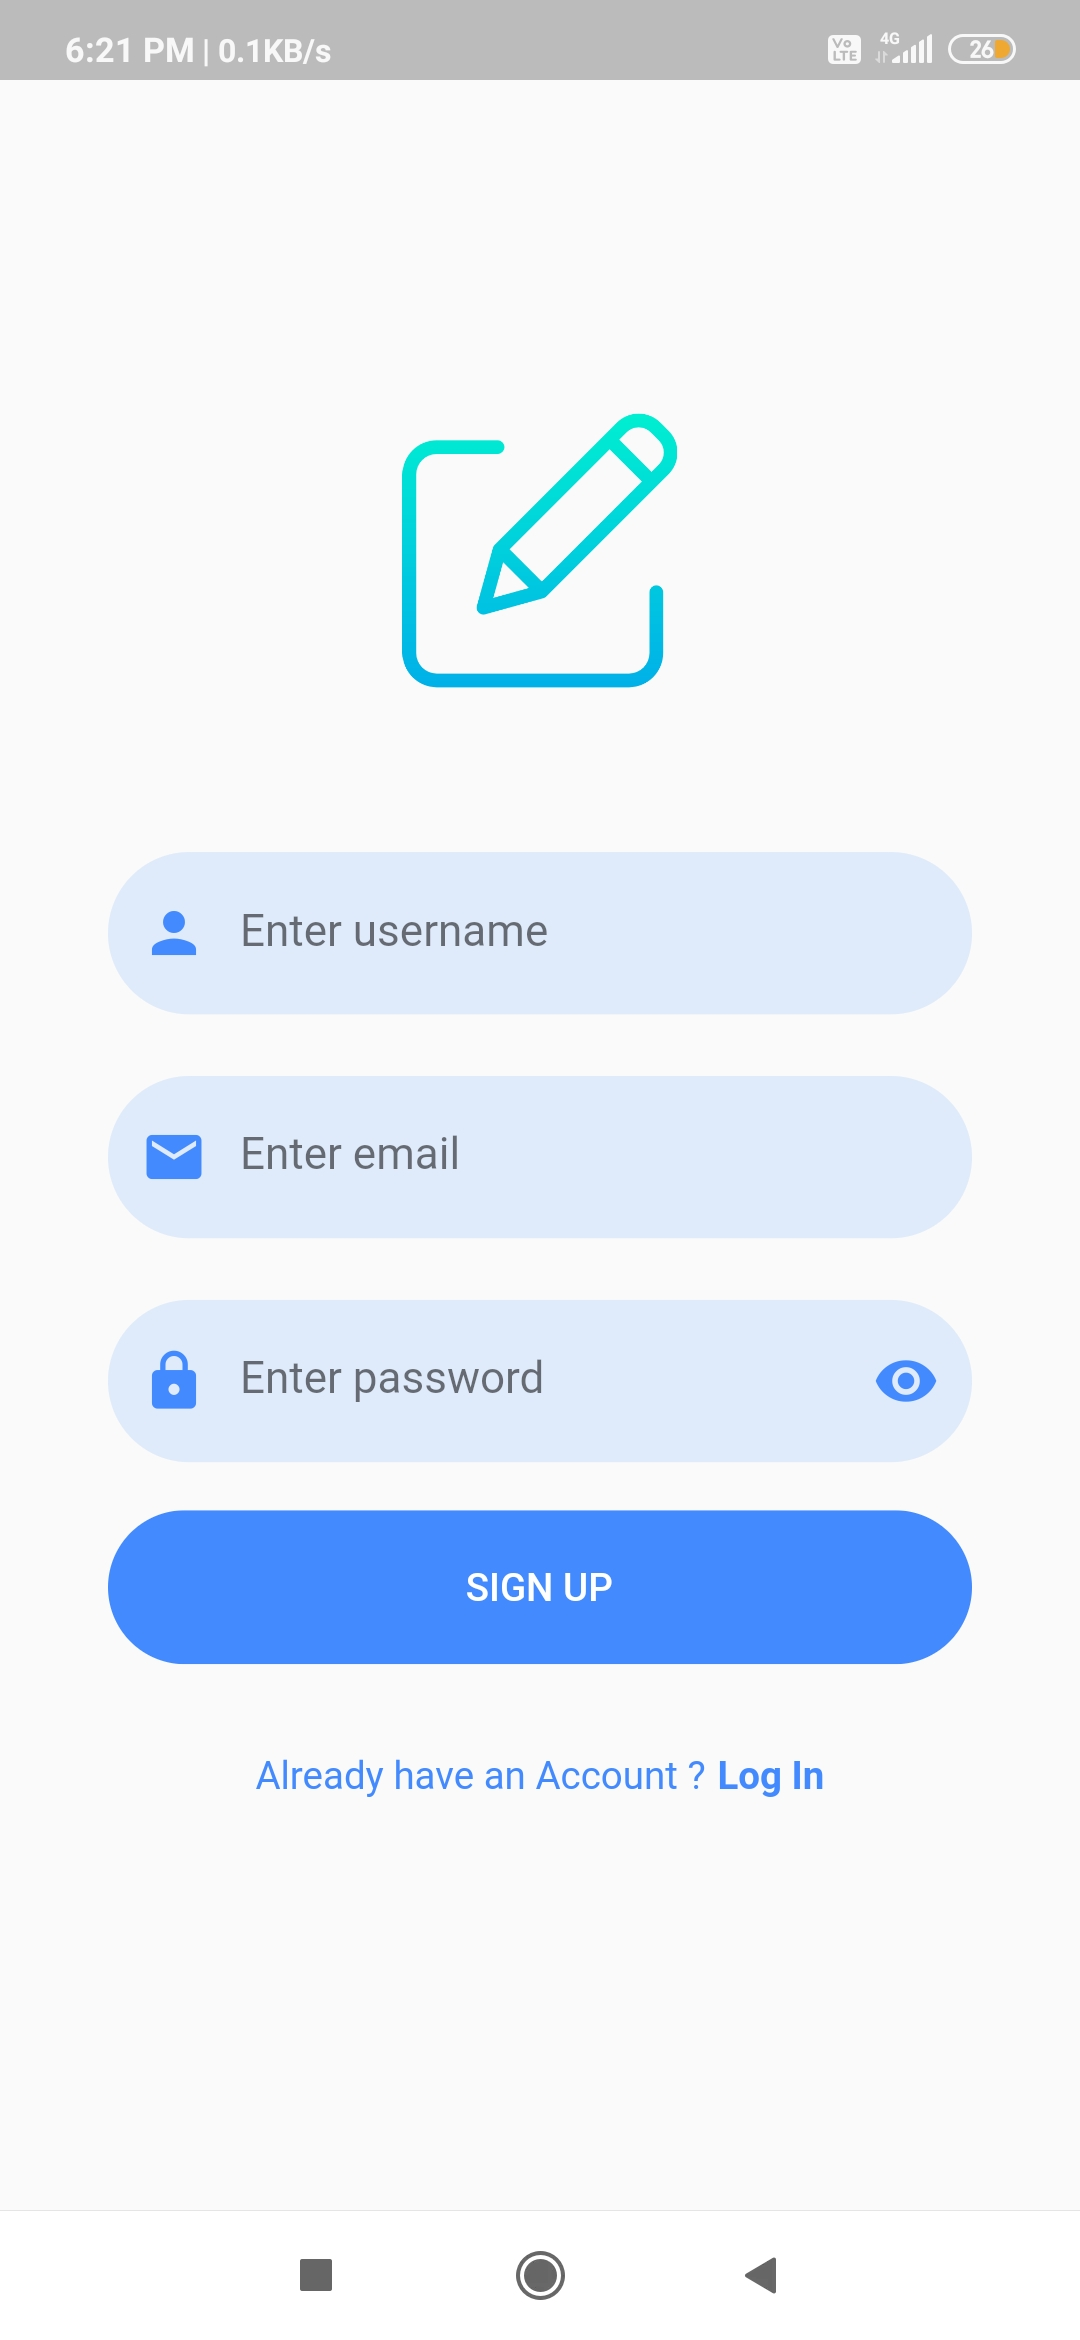 6:21 PM | 0.1KB/s Vo LTE 4G 26
Enter username
Enter email
Enter password
SIGN UP
Already have an Account ? Log In